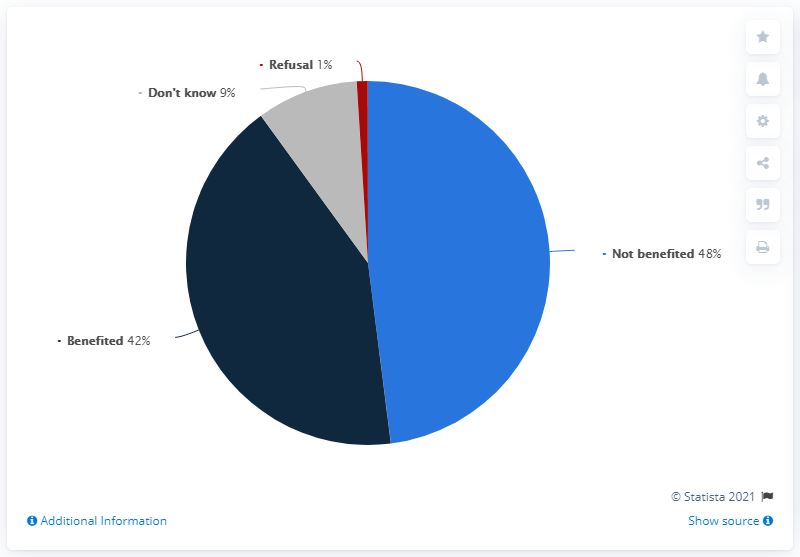 Refusal 1%
Don't know 9%
Not benefited 48%
Benefited 42%
© Statista 2021
Additional Information
Show source